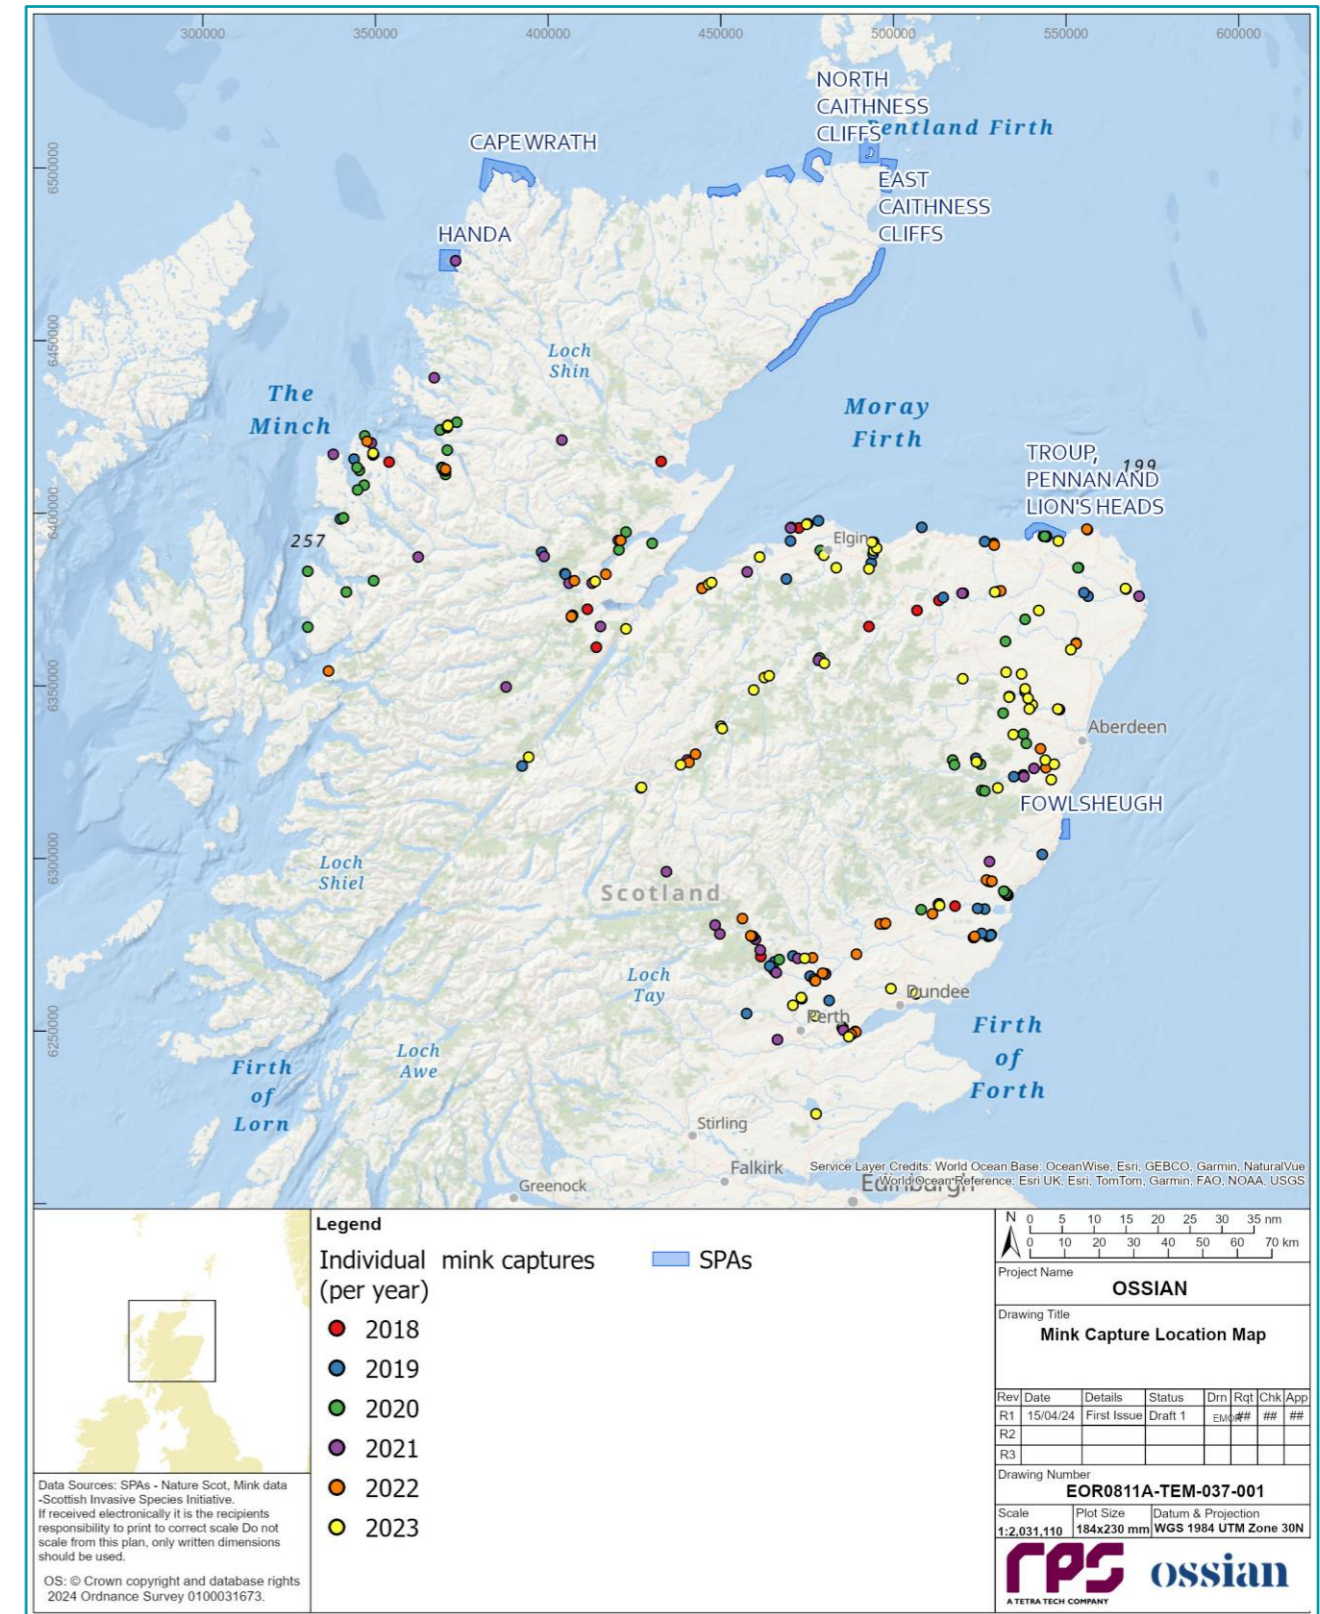 300000 350000 400000 450000 500000 550000 600000
6500000
6450000
6400000
6350000
6300000
6250000
NORTH
CAITHNESS
CLIFFS
Pentland Firth
CAPE WRATH
EAST
CAITHNESS
CLIFFS
HANDA
Loch
Shin
The
Minch
Moray
Firth
TROUP,
PENNAN AND
LION'S HEADS
199
257
Elgin
Aberdeen
FOWLSHEUGH
Loch
Shiel
Scotland
Loch
Tay
Dundee
Perth
Firth
of
Forth
Loch
Awe
Firth
of
Lorn
Stirling
Falkirk
Greenock
Edinburgh
Service Layer Credits: World Ocean Base: OceanWise, Esri, GEBCO, Garmin, NaturalVue
World Ocean Reference: Esri UK, Esri, TomTom, Garmin, FAO, NOAA, USGS
Legend
Individual mink captures
(per year)
SPAs
2018
2019
2020
2021
2022
2023
Data Sources: SPAs - Nature Scot, Mink data
-Scottish Invasive Species Initiative.
If received electronically it is the recipients
responsibility to print to correct scale Do not
scale from this plan, only written dimensions
should be used.
OS: © Crown copyright and database rights
2024 Ordnance Survey 0100031673.
N
0 5 10 15 20 25 30 35 nm
0 10 20 30 40 50 60 70 km
Project Name
OSSIAN
Drawing Title
Mink Capture Location Map
Rev Date Details Status Drn Rqt Chk App
R1 15/04/24 First Issue Draft 1 ## ## ##
R2
R3
Drawing Number
EOR0811A-TEM-037-001
Scale Plot Size Datum & Projection
1:2,031,110 184x230 mm WGS 1984 UTM Zone 30N
rps
A TETRA TECH COMPANY
ossian